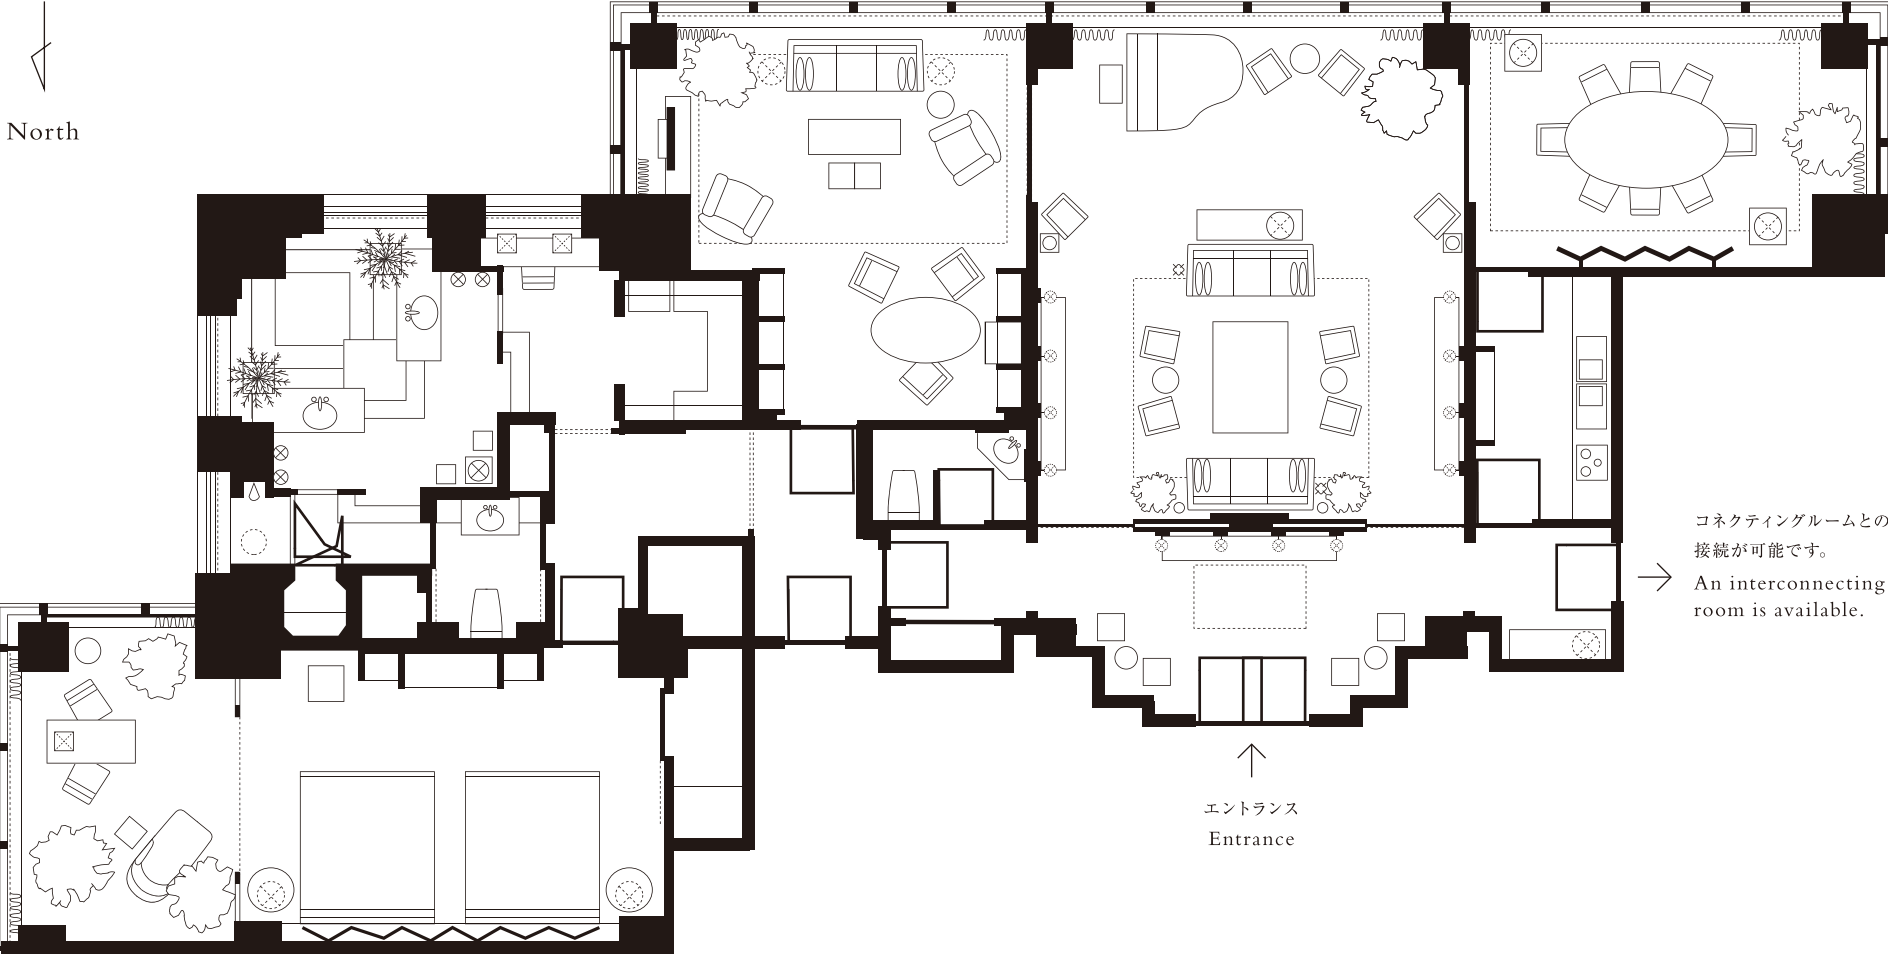 North
コネクティングルームとの
接続が可能です。
An interconnecting
room is available.
エントランス
Entrance